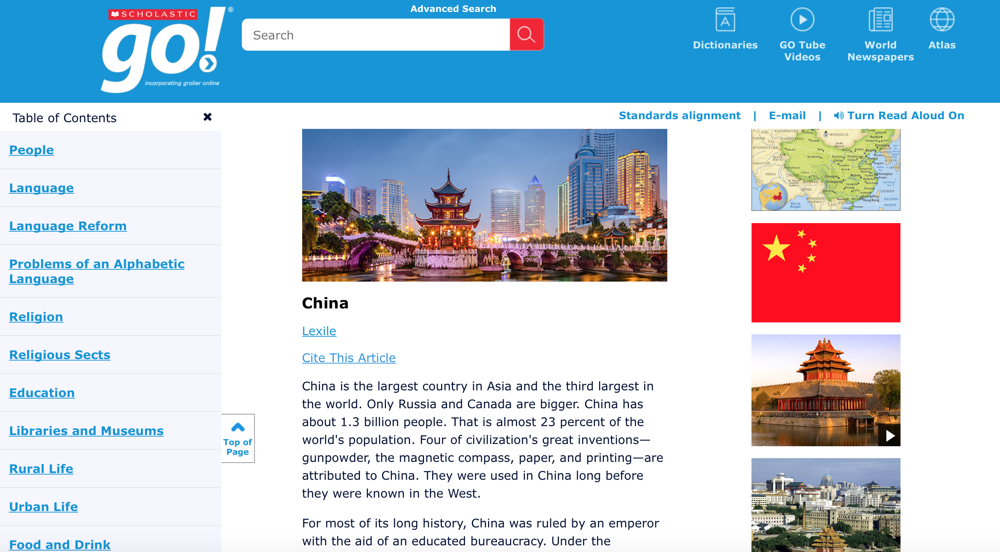 SCHOLASTIC
go!®
incorporating grolier online
Advanced Search
Search
Dictionaries
GO Tube
Videos
World
Newspapers
Atlas
Table of Contents
Standards alignment | E-mail | Turn Read Aloud On
People
Language
Language Reform
Problems of an Alphabetic
Language
Religion
Religious Sects
Education
Libraries and Museums
Rural Life
Urban Life
Food and Drink
Top of
Page
China
Lexile
Cite This Article
China is the largest country in Asia and the third largest in
the world. Only Russia and Canada are bigger. China has
about 1.3 billion people. That is almost 23 percent of the
world's population. Four of civilization's great inventions—
gunpowder, the magnetic compass, paper, and printing—are
attributed to China. They were used in China long before
they were known in the West.
For most of its long history, China was ruled by an emperor
with the aid of an educated bureaucracy. Under the
UZB.
KAZAKHSTAN
MONGOLIA
TURKM.
KYRGYZSTAN
TAJ.
AFGHANISTAN
PAKISTAN
INDIA
NEPAL
BHUTAN
BANG.
MYANMAR
(BURMA)
LAOS
VIETNAM
Gobi
Desert
Himalayas
Tibet
Harbin
Shenyang
Beijing
NORTH
KOREA
SOUTH
KOREA
JAPAN
Tianjin
Shanghai
Ningbo
Wuhan
Chengdu
Chongqing
Guangzhou
Hong Kong
TAIWAN
PACIFIC
OCEAN
Bay of
Bengal